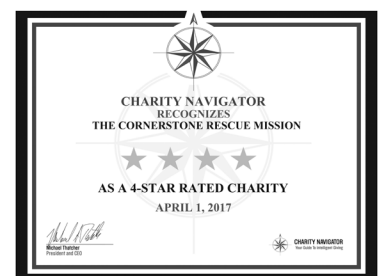 CHARITY NAVIGATOR
RECOGNIZES
THE CORNERSTONE RESCUE MISSION
AS A 4-STAR RATED CHARITY
APRIL 1, 2017
Michael Thatcher
President and CEO
CHARITY NAVIGATOR
Your Guide To Intelligent Giving